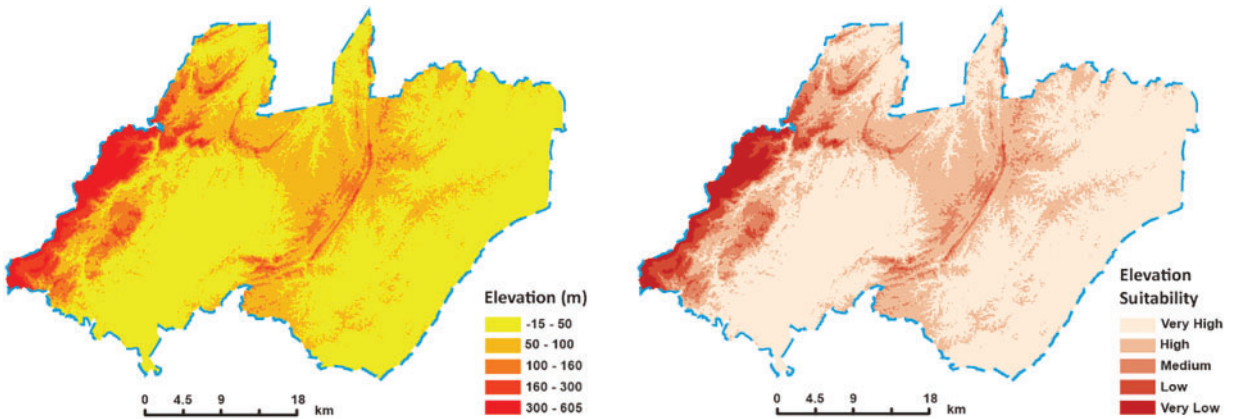 Elevation (m)
-15 - 50
50 - 100
100 - 160
160 - 300
300 - 605
0 4.5 9 18
km
Elevation
Suitability
Very High
High
Medium
Low
Very Low
0 4.5 9 18
km